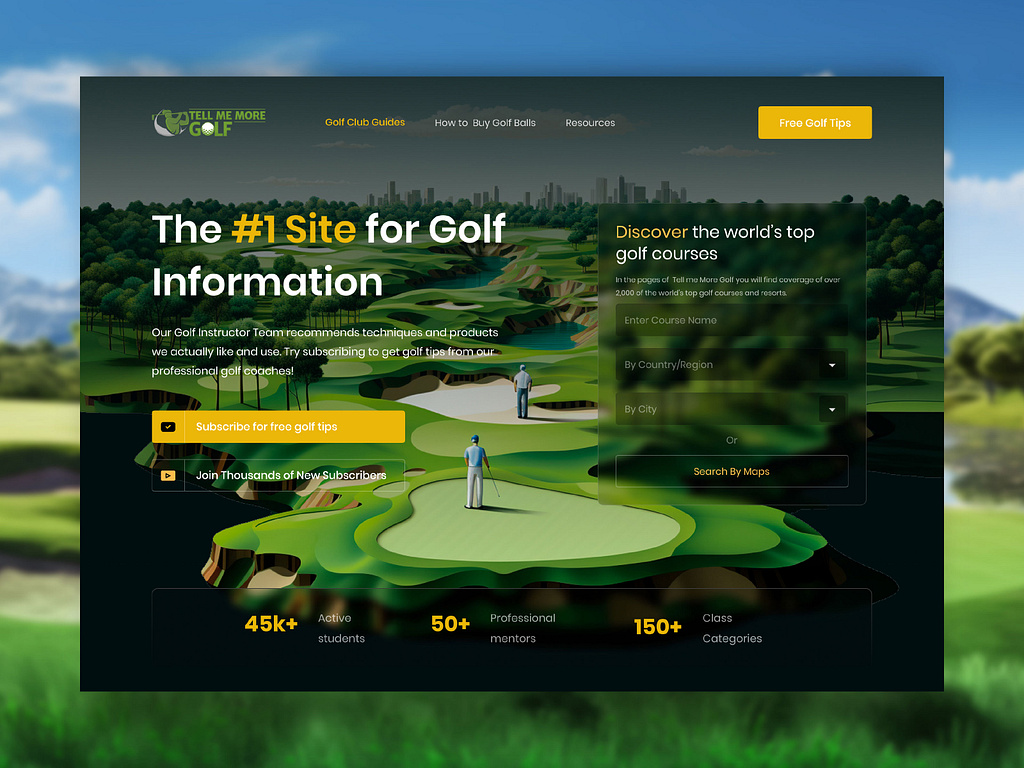 TELL ME MORE
GOLF
Golf Club Guides
How to Buy Golf Balls
Resources
Free Golf Tips
The #1 Site for Golf
Information
Our Golf Instructor Team recommends techniques and products
we actually like and use. Try subscribing to get golf tips from our
professional golf coaches!
Subscribe for free golf tips
Join Thousands of New Subscribers
Discover the world's top
golf courses
In the pages of Tell me More Golf you will find coverage of over
2,000 of the world's top golf courses and resorts.
Enter Course Name
By Country/Region
By City
Or
Search By Maps
45k+
Active
students
50+
Professional
mentors
150+
Class
Categories